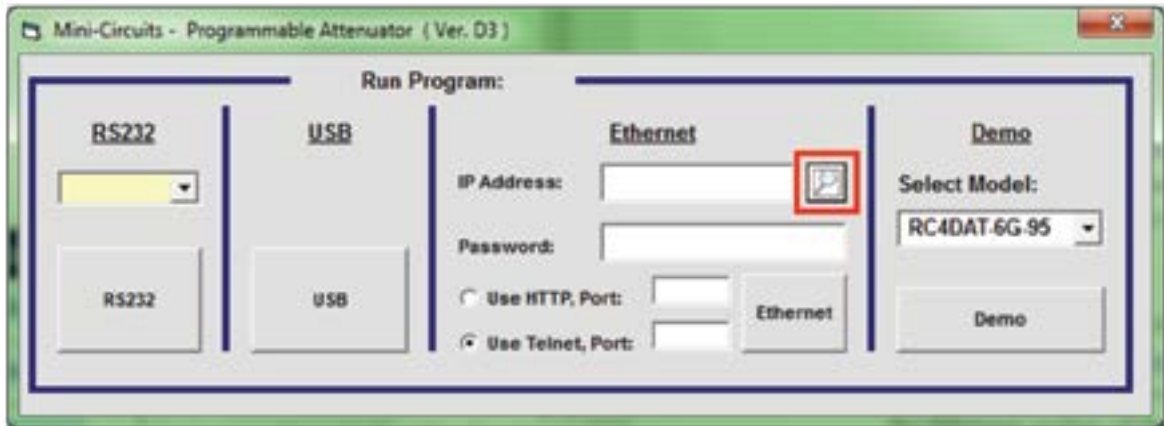 Mini-Circuits - Programmable Attenuator ( Ver. D3 )
Run Program:
RS232
RS232
USB
USB
Ethernet
IP Address:
Password:
Use HTTP, Port:
Use Telnet, Port:
Ethernet
Demo
Select Model:
RC4DAT-6G-95
Demo